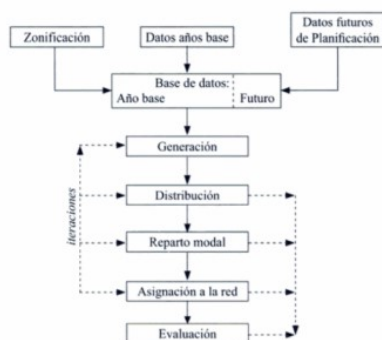 Zonificación
Datos años base
Datos futuros
de Planificación
Base de datos:
Año base
Futuro
Generación
iteraciones
Distribución
Reparto modal
Asignación a la red
Evaluación